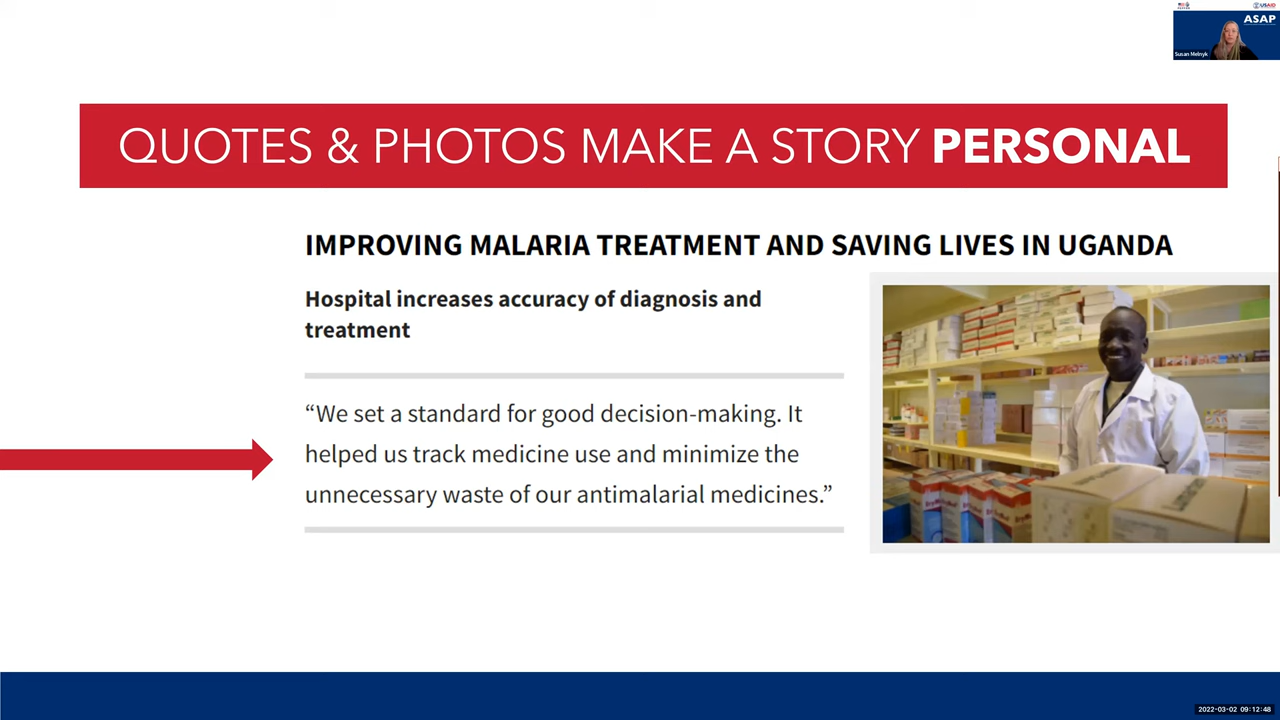 USAID
ASAP
Susan Melnyk
QUOTES & PHOTOS MAKE A STORY PERSONAL
IMPROVING MALARIA TREATMENT AND SAVING LIVES IN UGANDA
Hospital increases accuracy of diagnosis and
treatment
“We set a standard for good decision-making. It
helped us track medicine use and minimize the
unnecessary waste of our antimalarial medicines.”
2022-03-02 09:12:48